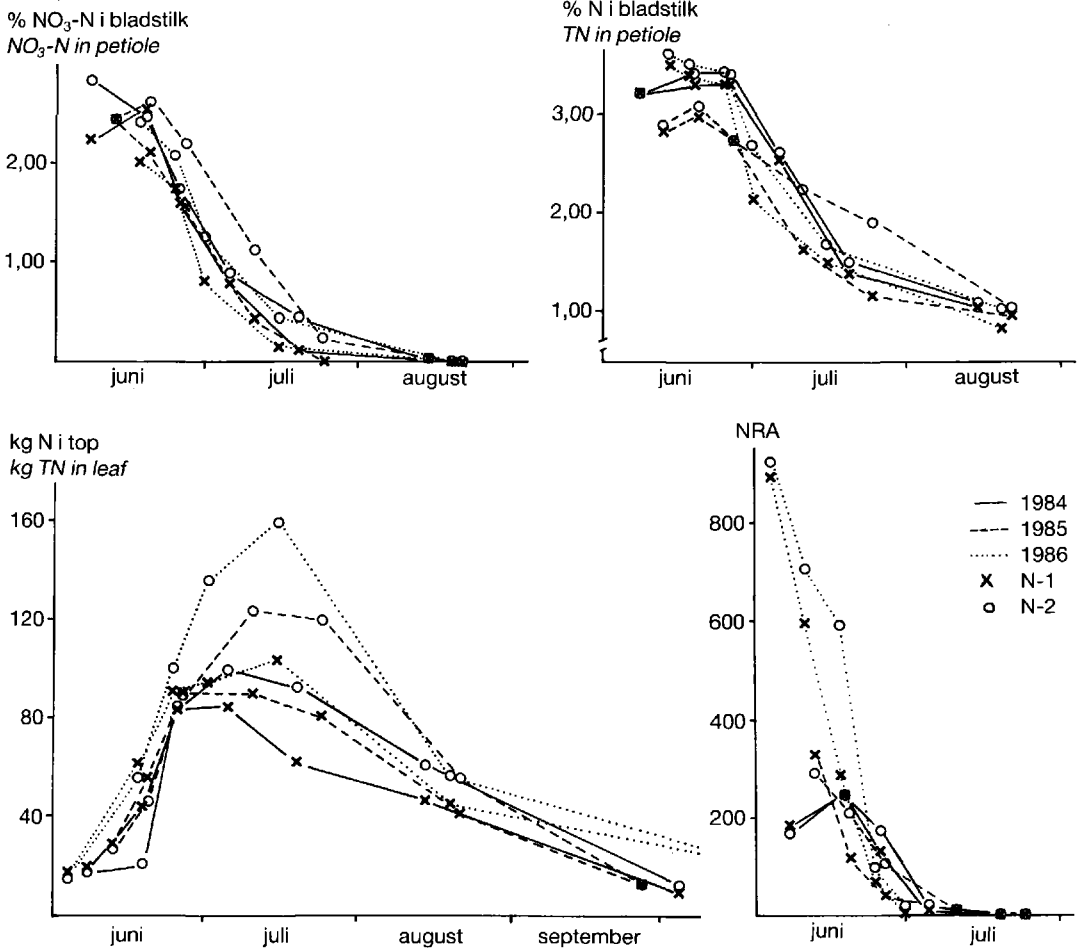 % NO₃-N i bladstilk
NO₃-N in petiole
2,00
1,00
juni juli august
% N i bladstilk
TN in petiole
3,00
2,00
1,00
juni juli august
kg N i top
kg TN in leaf
160
120
80
40
juni juli august september
NRA
800
600
400
200
juni juli
1984
1985
1986
N-1
N-2